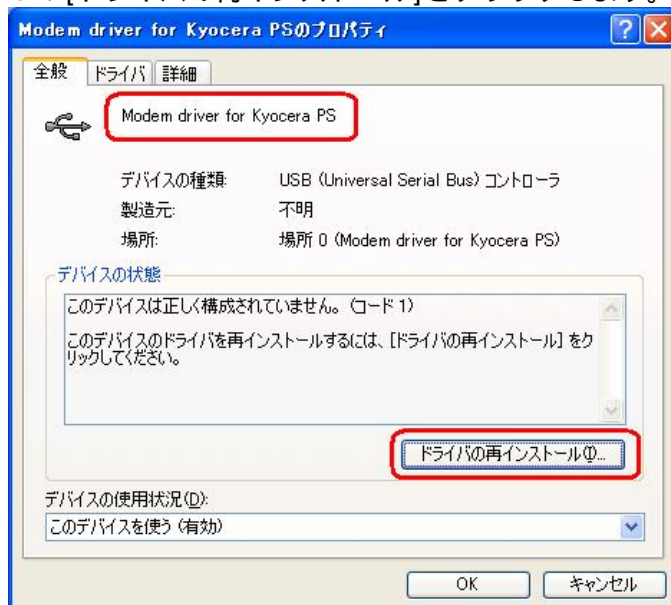 Modem driver for Kyocera PSのプロパティ
全般 ドライバ 詳細
Modem driver for Kyocera PS
デバイスの種類: USB (Universal Serial Bus) コントローラ
製造元: 不明
場所: 場所 0 (Modem driver for Kyocera PS)
デバイスの状態
このデバイスは正しく構成されていません。 (コード 1)
このデバイスのドライバを再インストールするには、[ドライバの再インストール] をク
リックしてください。
ドライバの再インストール(I)...
デバイスの使用状況(D):
このデバイスを使う (有効)
OK キャンセル